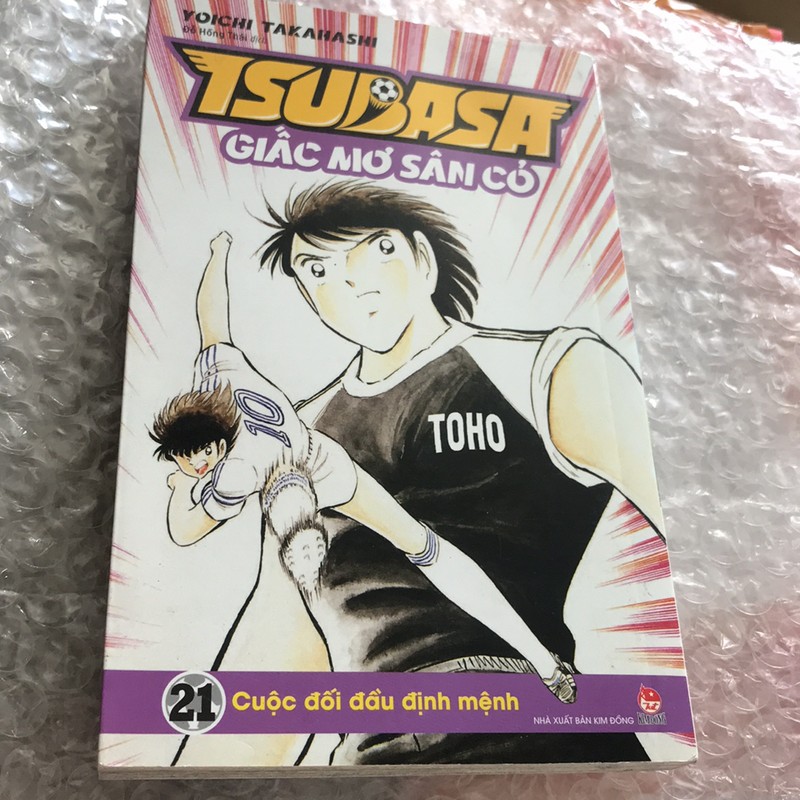 YOICHI TAKAHASHI
Đỗ Hồng Thái dịch
TSUBASA
GIẤC MƠ SÂN CỎ
10
TOHO
21 Cuộc đối đầu định mệnh
NHÀ XUẤT BẢN KIM ĐỒNG